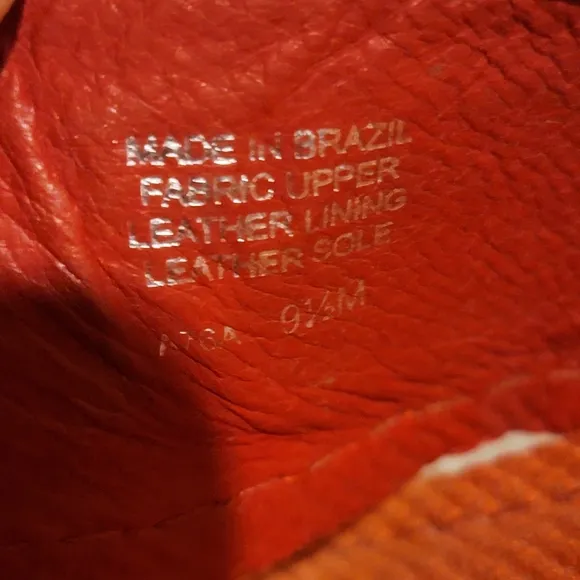 MADE IN BRAZIL
FABRIC UPPER
LEATHER LINING
LEATHER SOLE
9½M